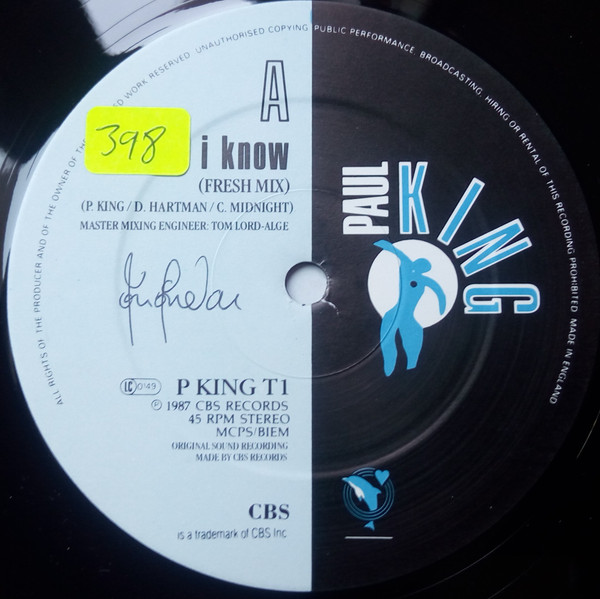 ALL RIGHTS OF THE PRODUCER AND OF THE OWNER OF THE WORK RESERVED. UNAUTHORISED COPYING PUBLIC PERFORMANCE. BROADCASTING. HIRING OR RENTAL OF THIS RECORDING PROHIBITED MADE IN ENGLAND
A
398
i know
(FRESH MIX)
(P. KING / D. HARTMAN / C. MIDNIGHT)
MASTER MIXING ENGINEER: TOM LORD-ALGE
LC 0149
P KING T1
℗ 1987 CBS RECORDS
45 RPM STEREO
MCPS/BIEM
ORIGINAL SOUND RECORDING
MADE BY CBS RECORDS
CBS
is a trademark of CBS Inc
PAUL
KING